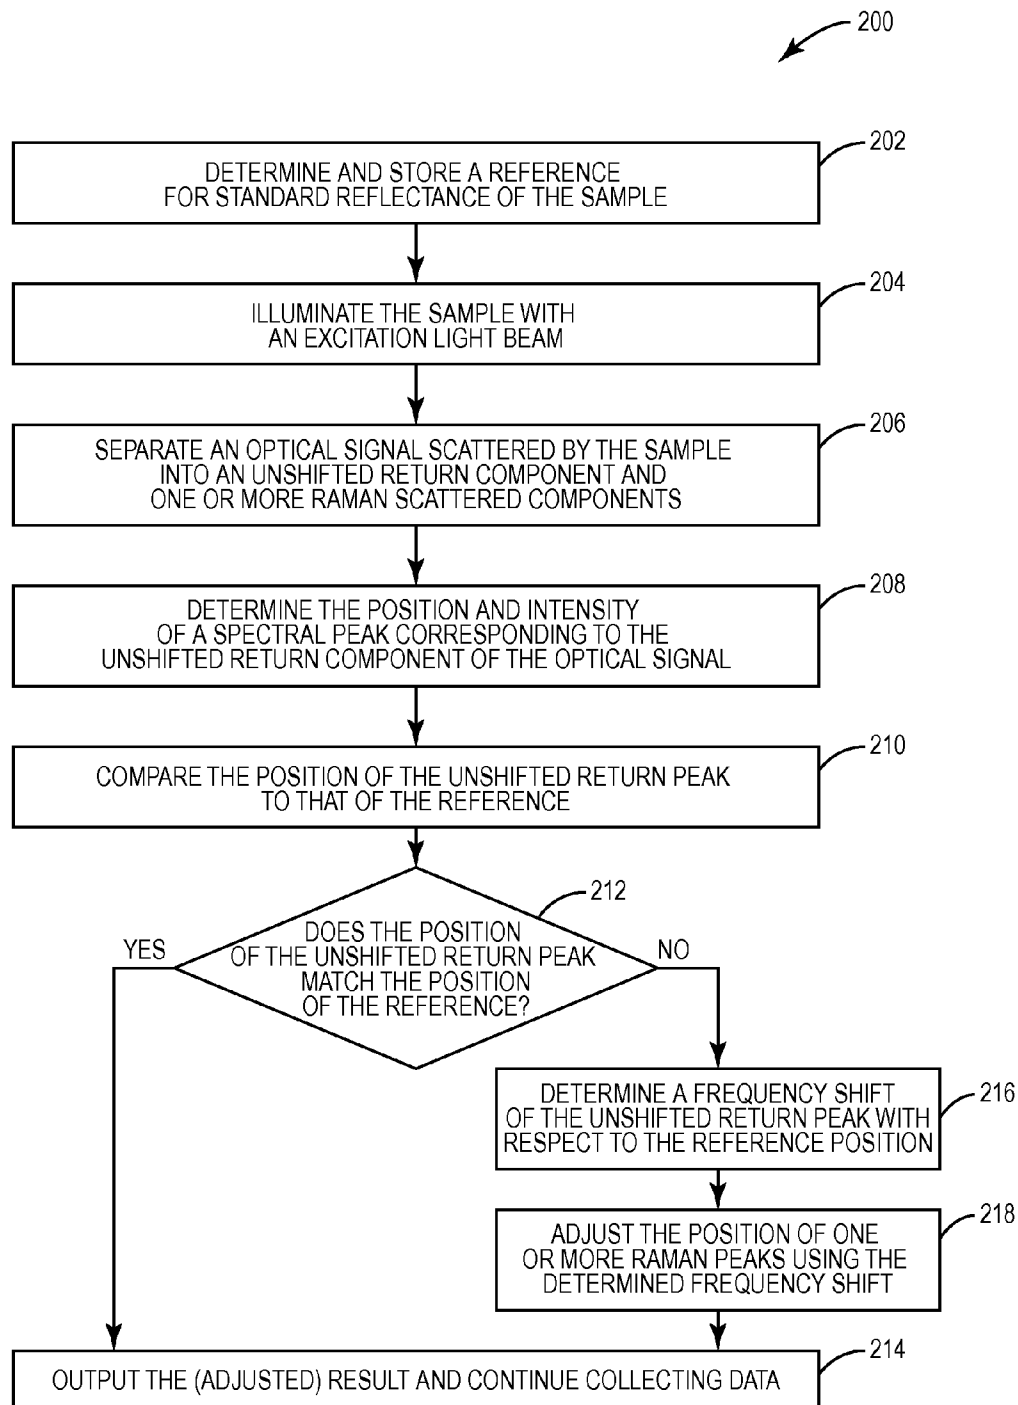 200
202
DETERMINE AND STORE A REFERENCE
FOR STANDARD REFLECTANCE OF THE SAMPLE
204
ILLUMINATE THE SAMPLE WITH
AN EXCITATION LIGHT BEAM
206
SEPARATE AN OPTICAL SIGNAL SCATTERED BY THE SAMPLE
INTO AN UNSHIFTED RETURN COMPONENT AND
ONE OR MORE RAMAN SCATTERED COMPONENTS
208
DETERMINE THE POSITION AND INTENSITY
OF A SPECTRAL PEAK CORRESPONDING TO THE
UNSHIFTED RETURN COMPONENT OF THE OPTICAL SIGNAL
210
COMPARE THE POSITION OF THE UNSHIFTED RETURN PEAK
TO THAT OF THE REFERENCE
212
DOES THE POSITION
OF THE UNSHIFTED RETURN PEAK
MATCH THE POSITION
OF THE REFERENCE?
YES
NO
216
DETERMINE A FREQUENCY SHIFT
OF THE UNSHIFTED RETURN PEAK WITH
RESPECT TO THE REFERENCE POSITION
218
ADJUST THE POSITION OF ONE
OR MORE RAMAN PEAKS USING THE
DETERMINED FREQUENCY SHIFT
214
OUTPUT THE (ADJUSTED) RESULT AND CONTINUE COLLECTING DATA